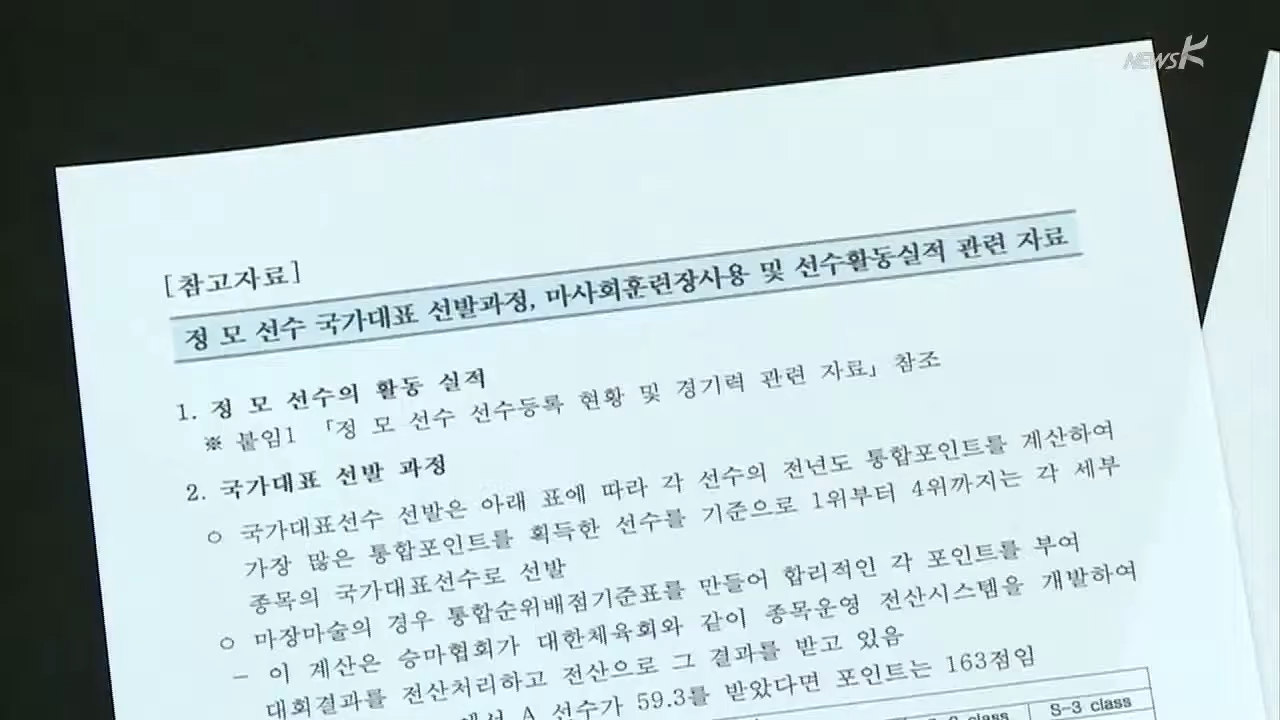 NEWS K
[참고자료]
정 모 선수 국가대표 선발과정, 마사회훈련장사용 및 선수활동실적 관련 자료
1. 정 모 선수의 활동 실적
※ 붙임1 「정 모 선수 선수등록 현황 및 경기력 관련 자료」 참조
2. 국가대표 선발 과정
○ 국가대표선수 선발은 아래 표에 따라 각 선수의 전년도 통합포인트를 계산하여
가장 많은 통합포인트를 획득한 선수를 기준으로 1위부터 4위까지는 각 세부
종목의 국가대표선수로 선발
○ 마장마술의 경우 통합순위배점기준표를 만들어 합리적인 각 포인트를 부여
- 이 계산은 승마협회가 대한체육회와 같이 종목운영 전산시스템을 개발하여
대회결과를 전산처리하고 전산으로 그 결과를 받고 있음
A 선수가 59.3를 받았다면 포인트는 163점임
class S-3 class